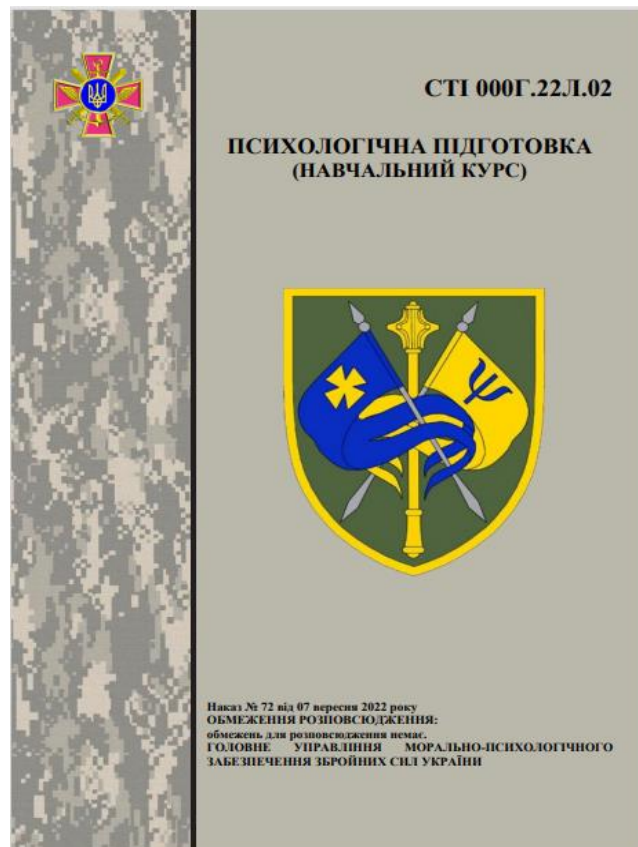 СТІ 000Г.22Л.02
ПСИХОЛОГІЧНА ПІДГОТОВКА
(НАВЧАЛЬНИЙ КУРС)
Ψ
Наказ № 72 від 07 вересня 2022 року
ОБМЕЖЕННЯ РОЗПОВСЮДЖЕННЯ:
обмежень для розповсюдження немає.
ГОЛОВНЕ УПРАВЛІННЯ МОРАЛЬНО-ПСИХОЛОГІЧНОГО
ЗАБЕЗПЕЧЕННЯ ЗБРОЙНИХ СИЛ УКРАЇНИ